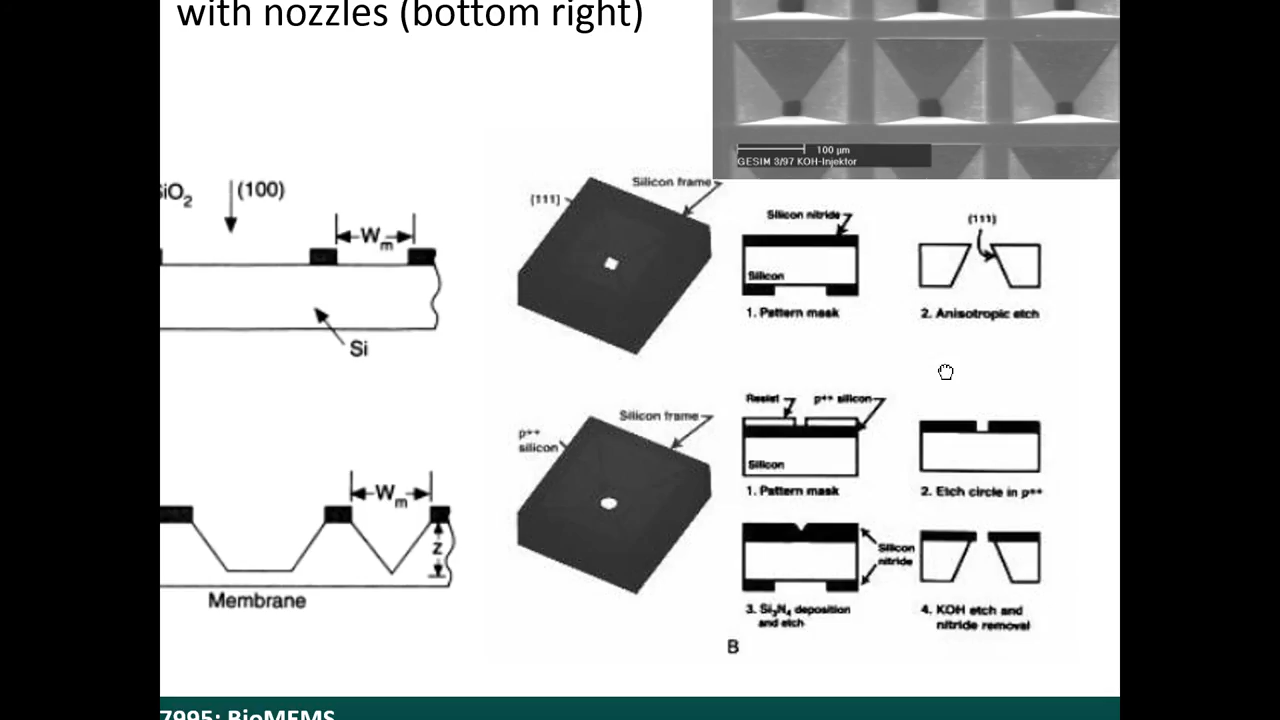 with nozzles (bottom right)
100 µm
GESIM 3/97 KOH-Injektor
SiO2
(100)
Wm
Si
Silicon frame
(111)
Silicon nitride
Silicon
1. Pattern mask
(111)
2. Anisotropic etch
Silicon frame
p++
silicon
Resist
p++ silicon
Silicon
1. Pattern mask
2. Etch circle in p++
Wm
z
Membrane
Silicon
nitride
3. Si3N4 deposition
and etch
4. KOH etch and
nitride removal
B
7995: BioMEMS